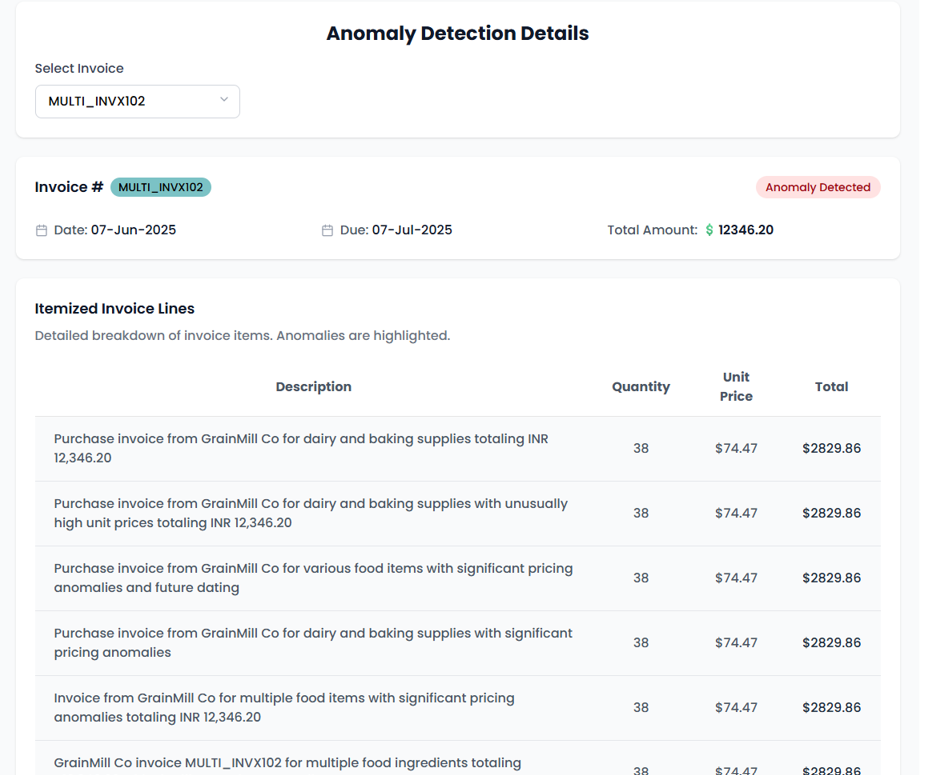 Anomaly Detection Details
Select Invoice
MULTI_INVX102
Invoice # MULTI_INVX102 Anomaly Detected
Date: 07-Jun-2025 Due: 07-Jul-2025 Total Amount: $ 12346.20
Itemized Invoice Lines
Detailed breakdown of invoice items. Anomalies are highlighted.
Description Quantity Unit Price Total
Purchase invoice from GrainMill Co for dairy and baking supplies totaling INR
12,346.20
38 $74.47 $2829.86
Purchase invoice from GrainMill Co for dairy and baking supplies with unusually
high unit prices totaling INR 12,346.20
38 $74.47 $2829.86
Purchase invoice from GrainMill Co for various food items with significant pricing
anomalies and future dating
38 $74.47 $2829.86
Purchase invoice from GrainMill Co for dairy and baking supplies with significant
pricing anomalies
38 $74.47 $2829.86
Invoice from GrainMill Co for multiple food items with significant pricing
anomalies totaling INR 12,346.20
38 $74.47 $2829.86
GrainMill Co invoice MULTI_INVX102 for multiple food ingredients totaling
38 $74.47 $2829.86